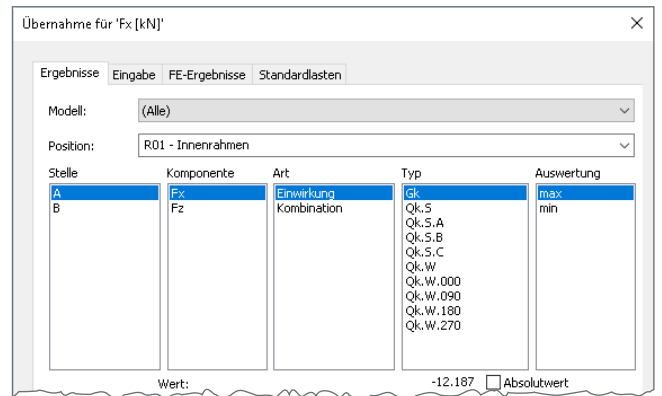 Übernahme für 'Fx [kN]'
Ergebnisse Eingabe FE-Ergebnisse Standardlasten
Modell: (Alle)
Position: R01 - Innenrahmen
Stelle Komponente Art Typ Auswertung
A Fx Einwirkung Gk max
B Fz Kombination Qk.S min
Qk.S.A
Qk.S.B
Qk.S.C
Qk.W
Qk.W.000
Qk.W.090
Qk.W.180
Qk.W.270
Wert: -12.187 Absolutwert